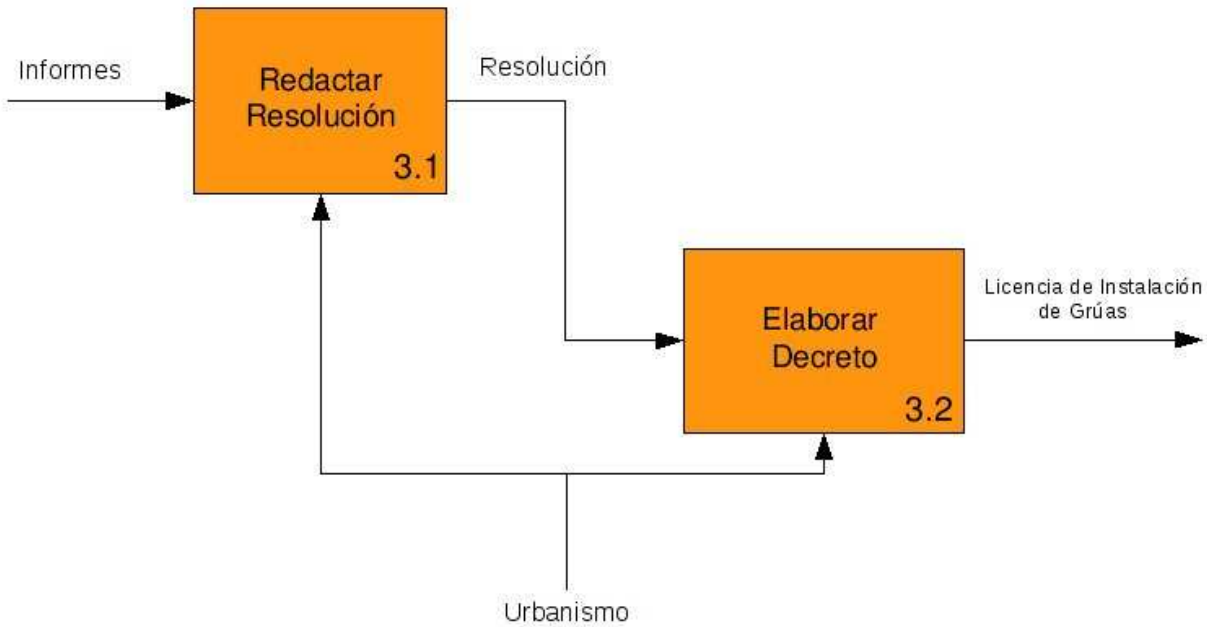 Informes
Redactar
Resolución
3.1
Resolución
Elaborar
Decreto
3.2
Licencia de Instalación
de Grúas
Urbanismo